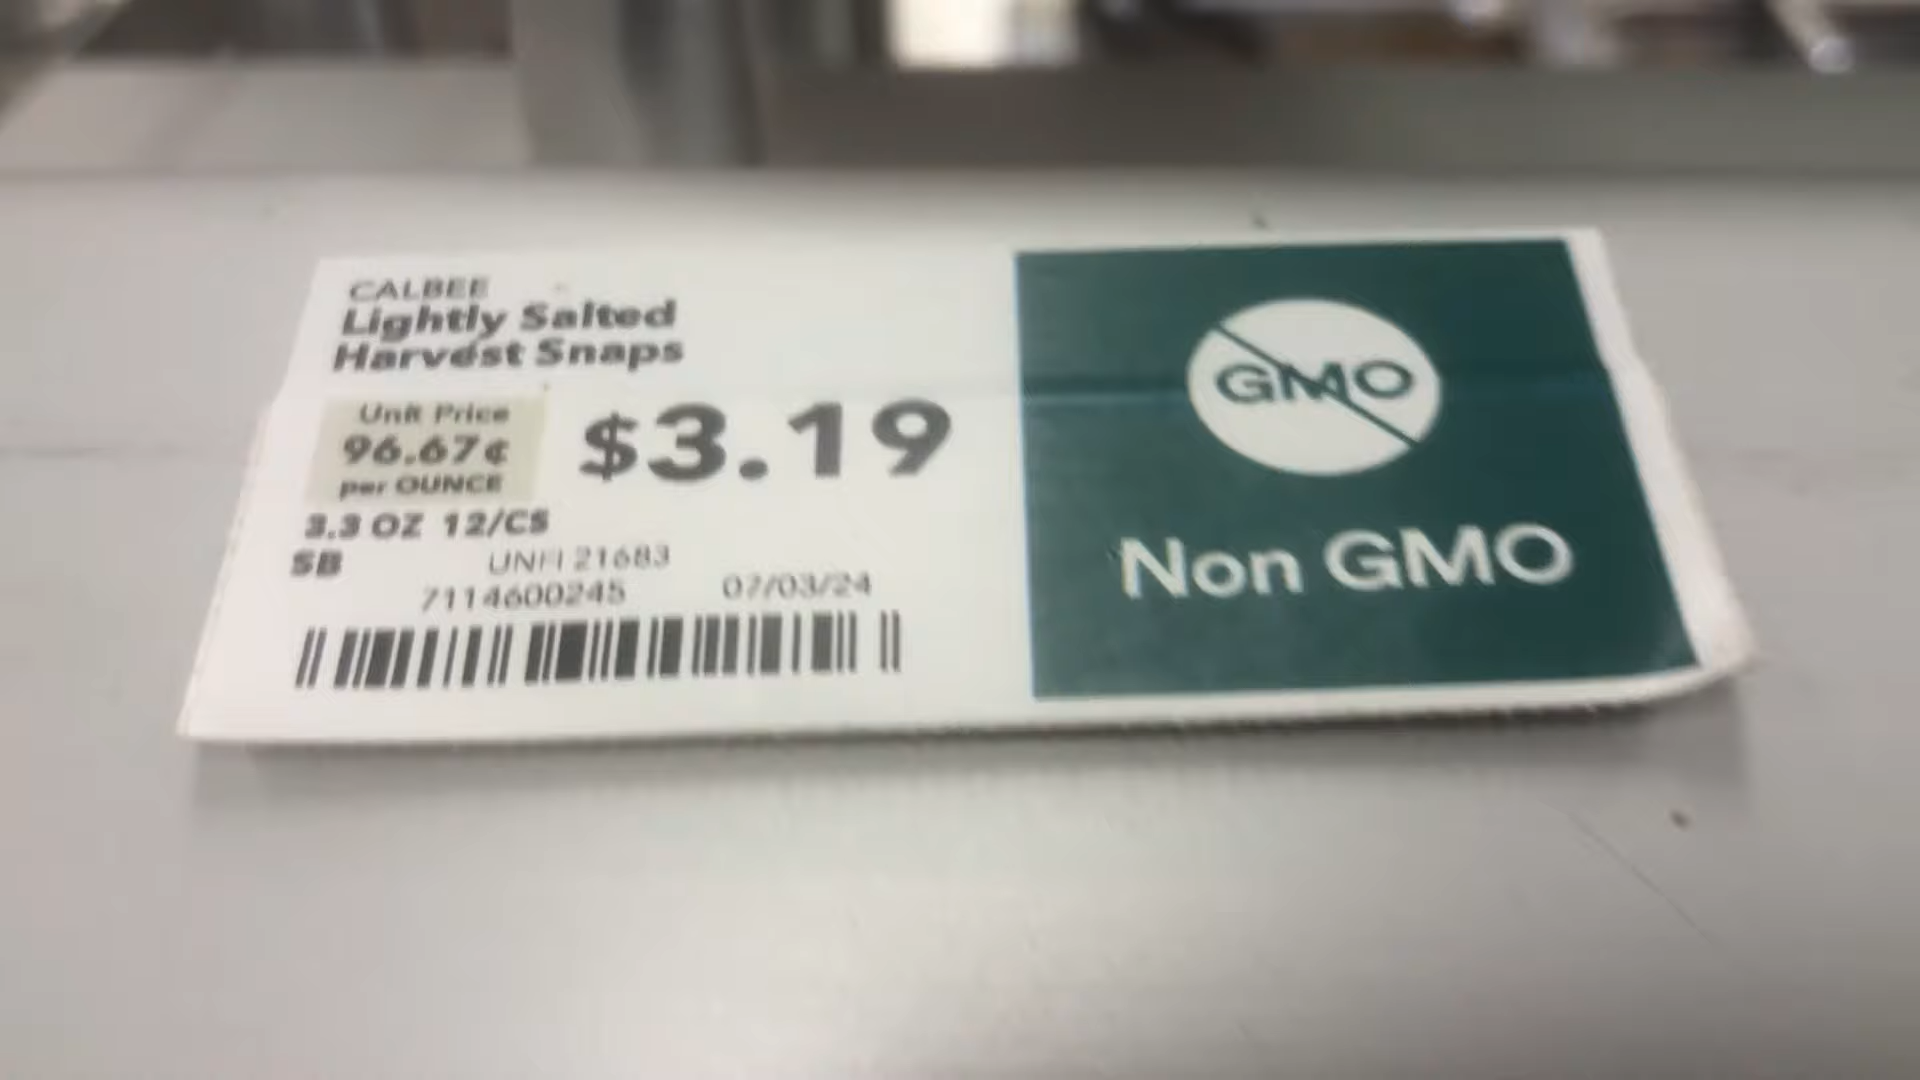 CALBEE
Lightly Salted
Harvest Snaps
Unit Price
96.67¢
per OUNCE
$3.19
3.3 OZ 12/CS
SB
UNFI 21683
7114600245
07/03/24
GMO
Non GMO